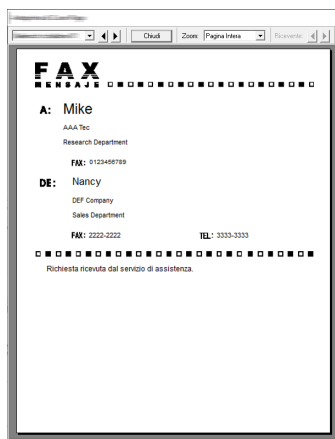 Chiudi Zoom: Pagina Intera Ricevente:
FAX
MENSAJE
A: Mike
AAA Tec
Research Department
FAX: 0123456789
DE: Nancy
DEF Company
Sales Department
FAX: 2222-2222 TEL: 3333-3333
Richiesta ricevuta dal servizio di assistenza.